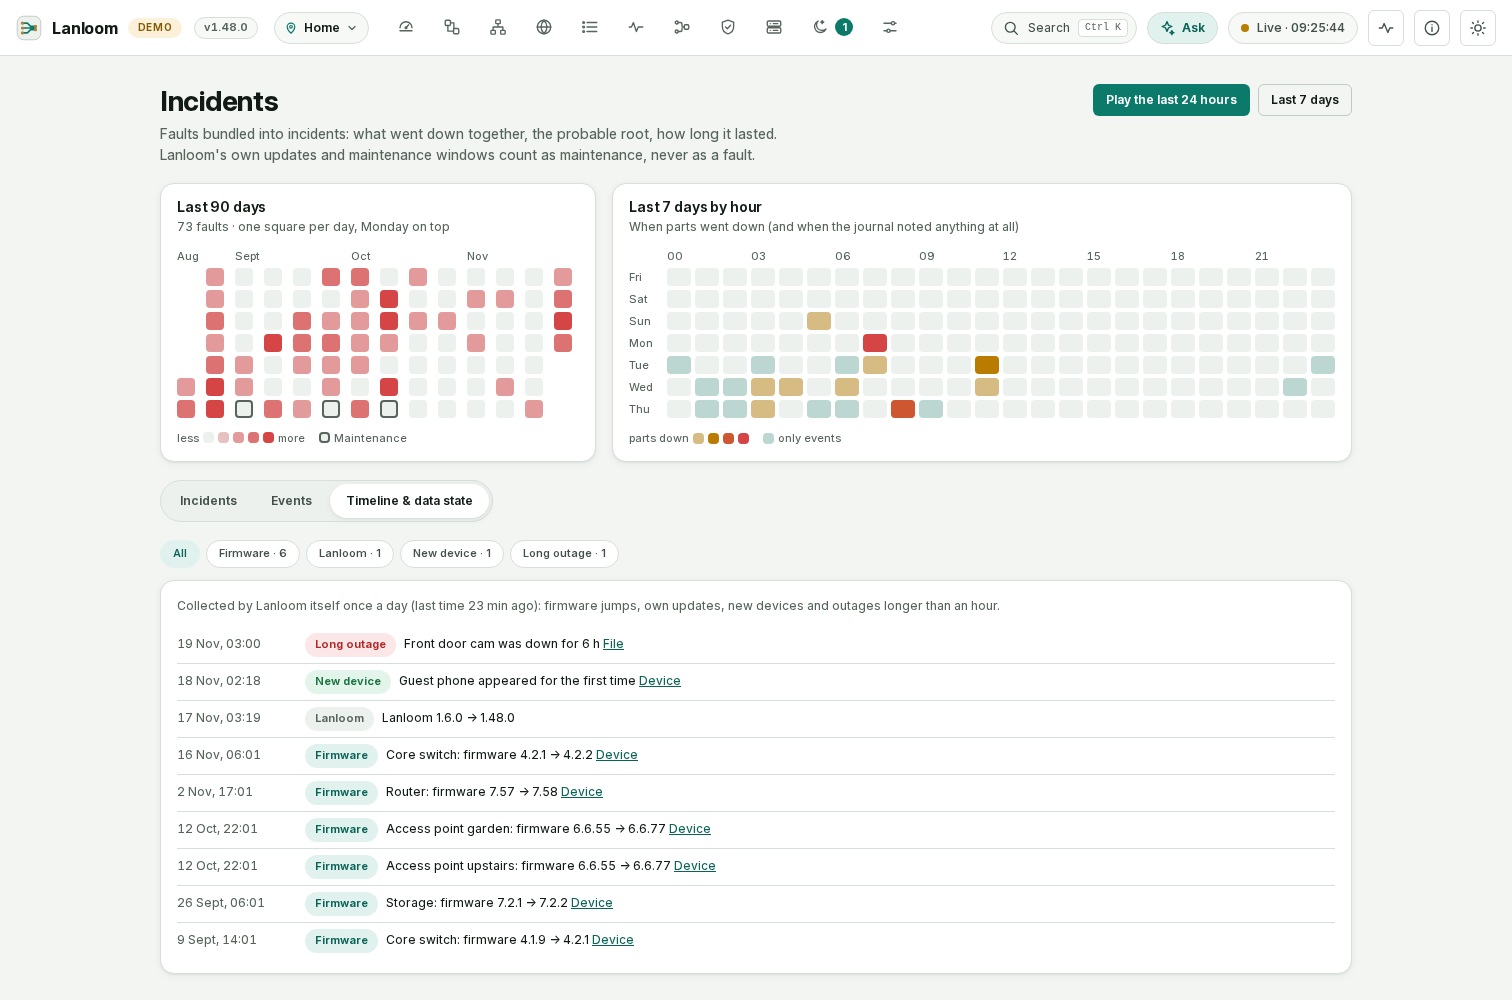 Lanloom DEMO v1.48.0 Home 1 Search Ctrl K Ask Live · 09:25:44
Incidents
Play the last 24 hours Last 7 days
Faults bundled into incidents: what went down together, the probable root, how long it lasted.
Lanloom's own updates and maintenance windows count as maintenance, never as a fault.
Last 90 days
73 faults · one square per day, Monday on top
Aug Sept Oct Nov
less more Maintenance
Last 7 days by hour
When parts went down (and when the journal noted anything at all)
00 03 06 09 12 15 18 21
Fri
Sat
Sun
Mon
Tue
Wed
Thu
parts down only events
Incidents Events Timeline & data state
All Firmware · 6 Lanloom · 1 New device · 1 Long outage · 1
Collected by Lanloom itself once a day (last time 23 min ago): firmware jumps, own updates, new devices and outages longer than an hour.
19 Nov, 03:00 Long outage Front door cam was down for 6 h File
18 Nov, 02:18 New device Guest phone appeared for the first time Device
17 Nov, 03:19 Lanloom Lanloom 1.6.0 → 1.48.0
16 Nov, 06:01 Firmware Core switch: firmware 4.2.1 → 4.2.2 Device
2 Nov, 17:01 Firmware Router: firmware 7.57 → 7.58 Device
12 Oct, 22:01 Firmware Access point garden: firmware 6.6.55 → 6.6.77 Device
12 Oct, 22:01 Firmware Access point upstairs: firmware 6.6.55 → 6.6.77 Device
26 Sept, 06:01 Firmware Storage: firmware 7.2.1 → 7.2.2 Device
9 Sept, 14:01 Firmware Core switch: firmware 4.1.9 → 4.2.1 Device